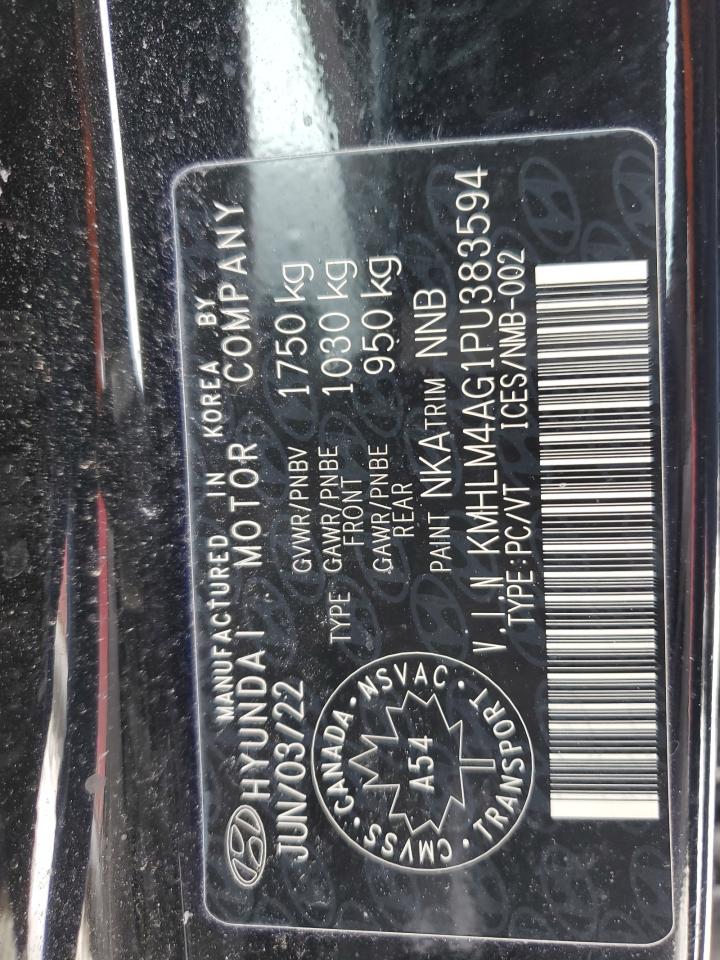 MANUFACTURED IN KOREA BY
HYUNDAI MOTOR COMPANY
JUN/03/22
GVWR/PNBV 1750 kg
TYPE GAWR/PNBE FRONT 1030 kg
GAWR/PNBE REAR 950 kg
PAINT NKA TRIM NNB
V.I.N KMHLM4AG1PU383594
TYPE:PC/VT ICES/NMB-002
CMVSS · CANADA · NSVAC · TRANSPORT ·
A54